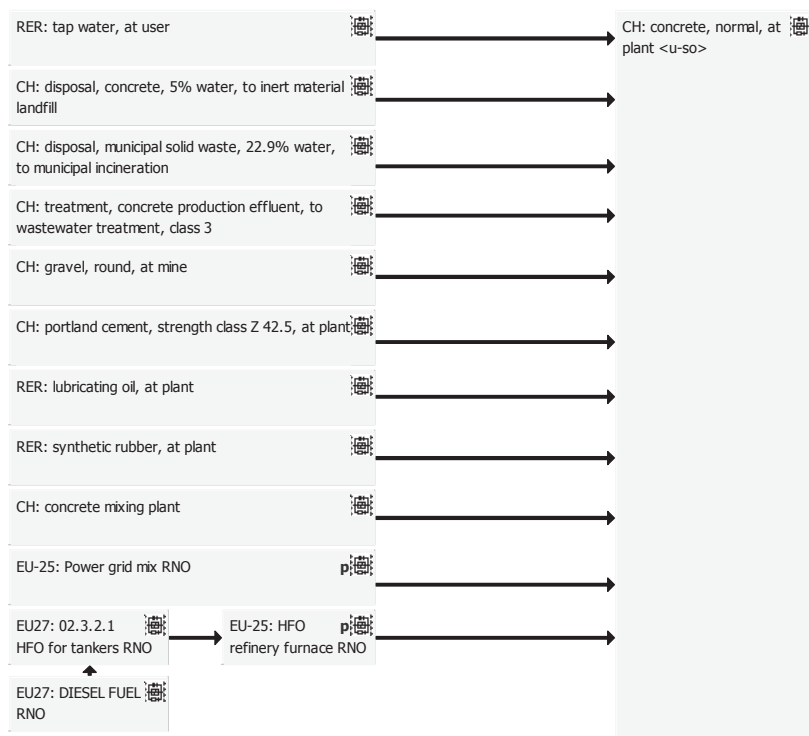 RER: tap water, at user
CH: concrete, normal, at
plant <u-so>
CH: disposal, concrete, 5% water, to inert material
landfill
CH: disposal, municipal solid waste, 22.9% water,
to municipal incineration
CH: treatment, concrete production effluent, to
wastewater treatment, class 3
CH: gravel, round, at mine
CH: portland cement, strength class Z 42.5, at plant
RER: lubricating oil, at plant
RER: synthetic rubber, at plant
CH: concrete mixing plant
EU-25: Power grid mix RNO
p
EU27: 02.3.2.1
HFO for tankers RNO
EU-25: HFO
p
refinery furnace RNO
EU27: DIESEL FUEL
RNO